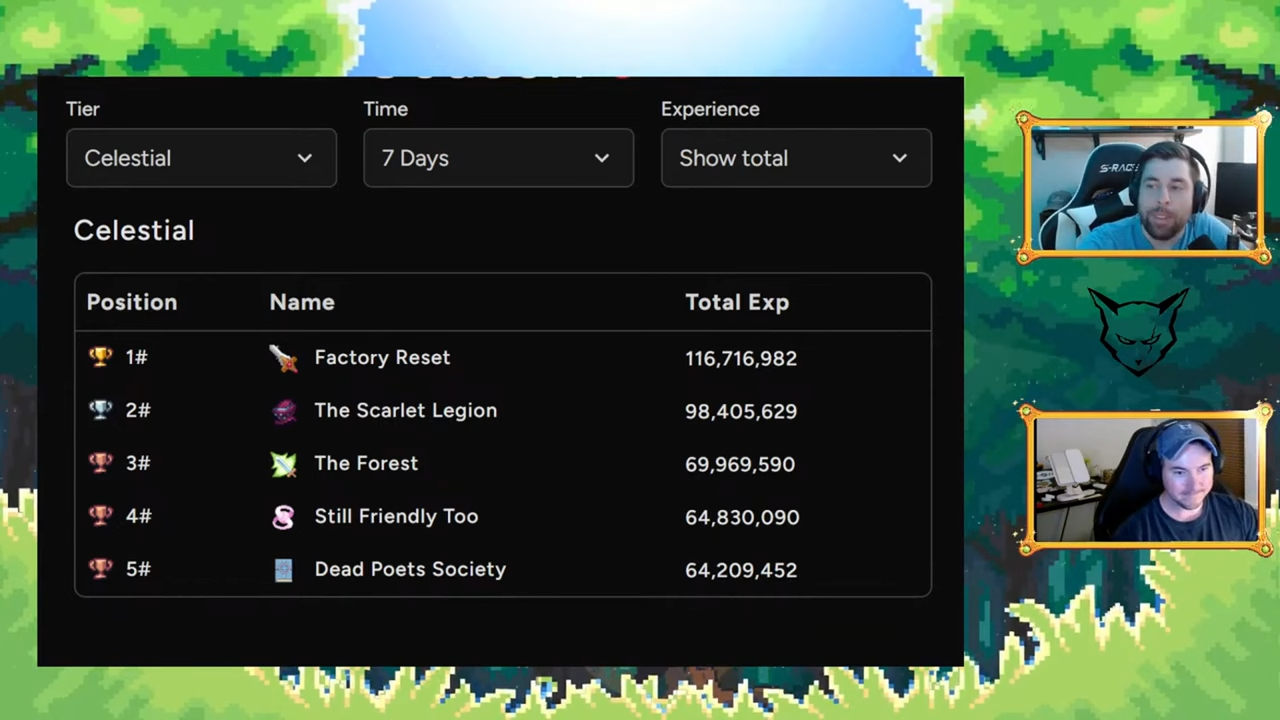 Tier Time Experience
Celestial 7 Days Show total
Celestial
Position Name Total Exp
1# Factory Reset 116,716,982
2# The Scarlet Legion 98,405,629
3# The Forest 69,969,590
4# Still Friendly Too 64,830,090
5# Dead Poets Society 64,209,452